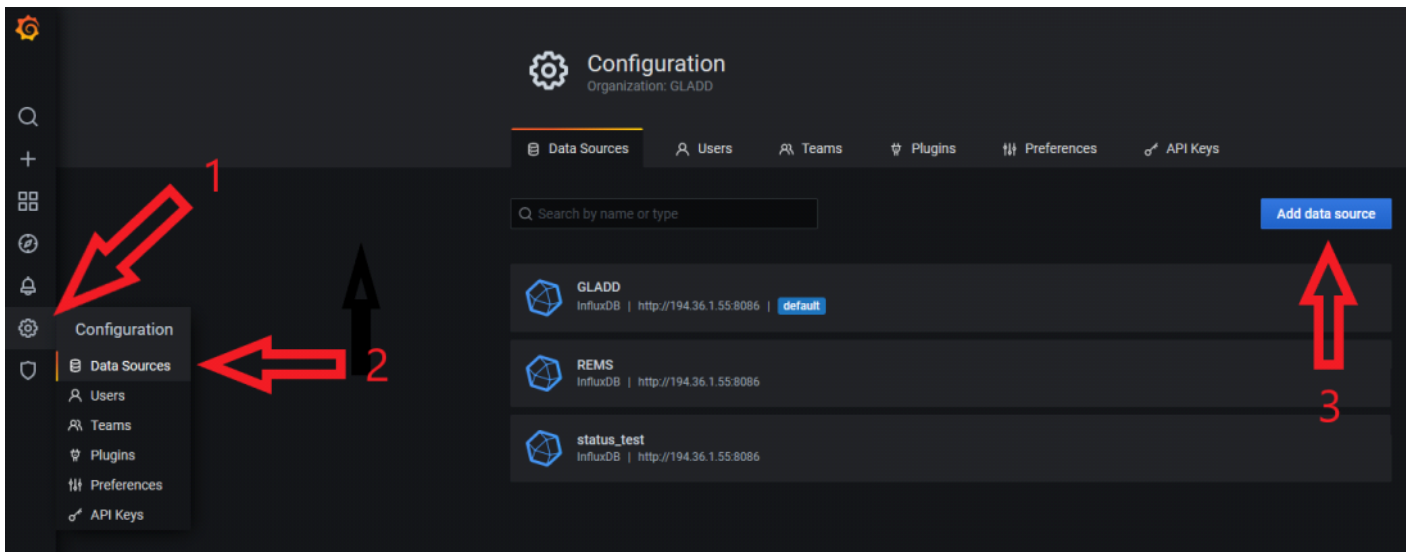 Configuration
Organization: GLADD
Data Sources
Users
Teams
Plugins
Preferences
API Keys
1
Search by name or type
Add data source
GLADD
InfluxDB | http://194.36.1.55:8086 | default
Configuration
Data Sources
2
REMS
InfluxDB | http://194.36.1.55:8086
3
Users
Teams
Plugins
Preferences
API Keys
status_test
InfluxDB | http://194.36.1.55:8086